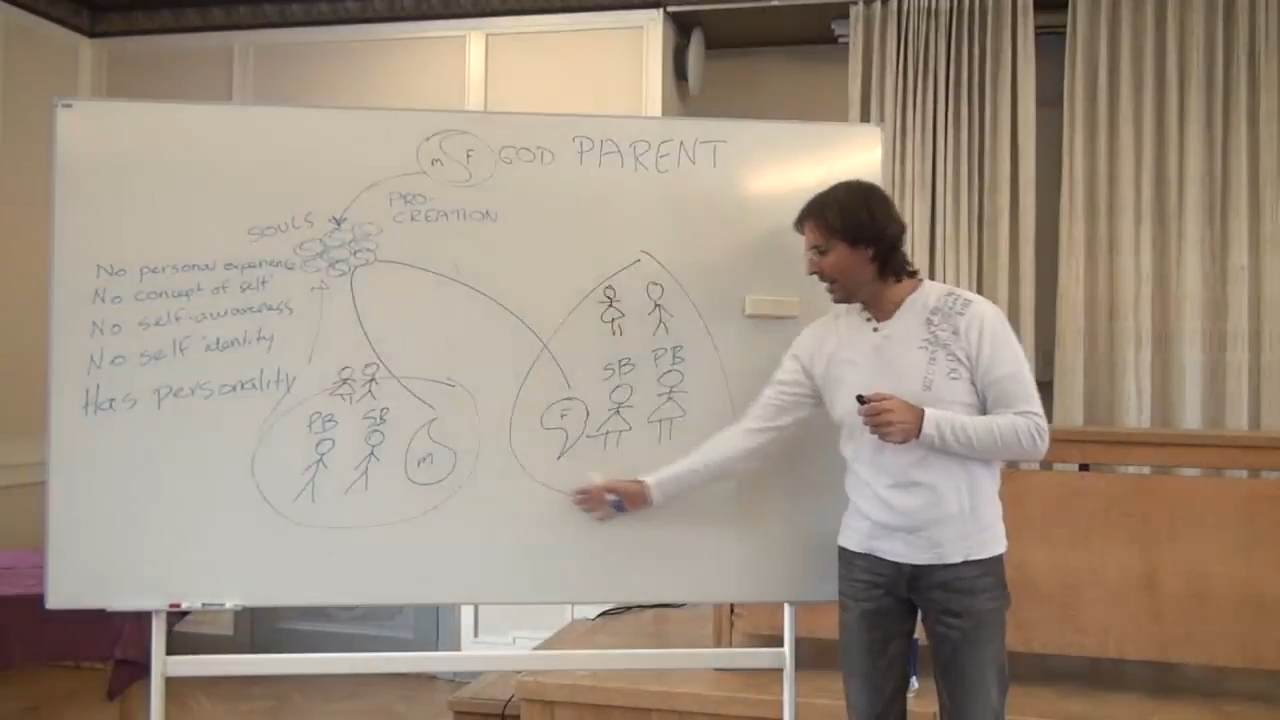 m F GOD PARENT
PRO-
CREATION
SOULS
No personal experience
No concept of self
No self-awareness
No self identity
Has personality
PB SB
m
SB PB
F